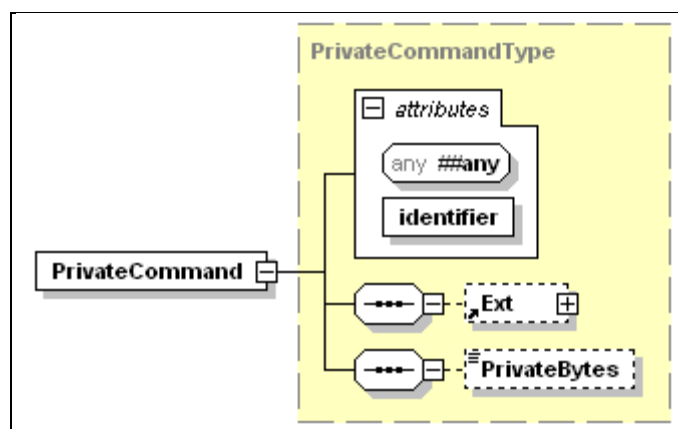 PrivateCommandType
attributes
any ##any
identifier
PrivateCommand
Ext
PrivateBytes